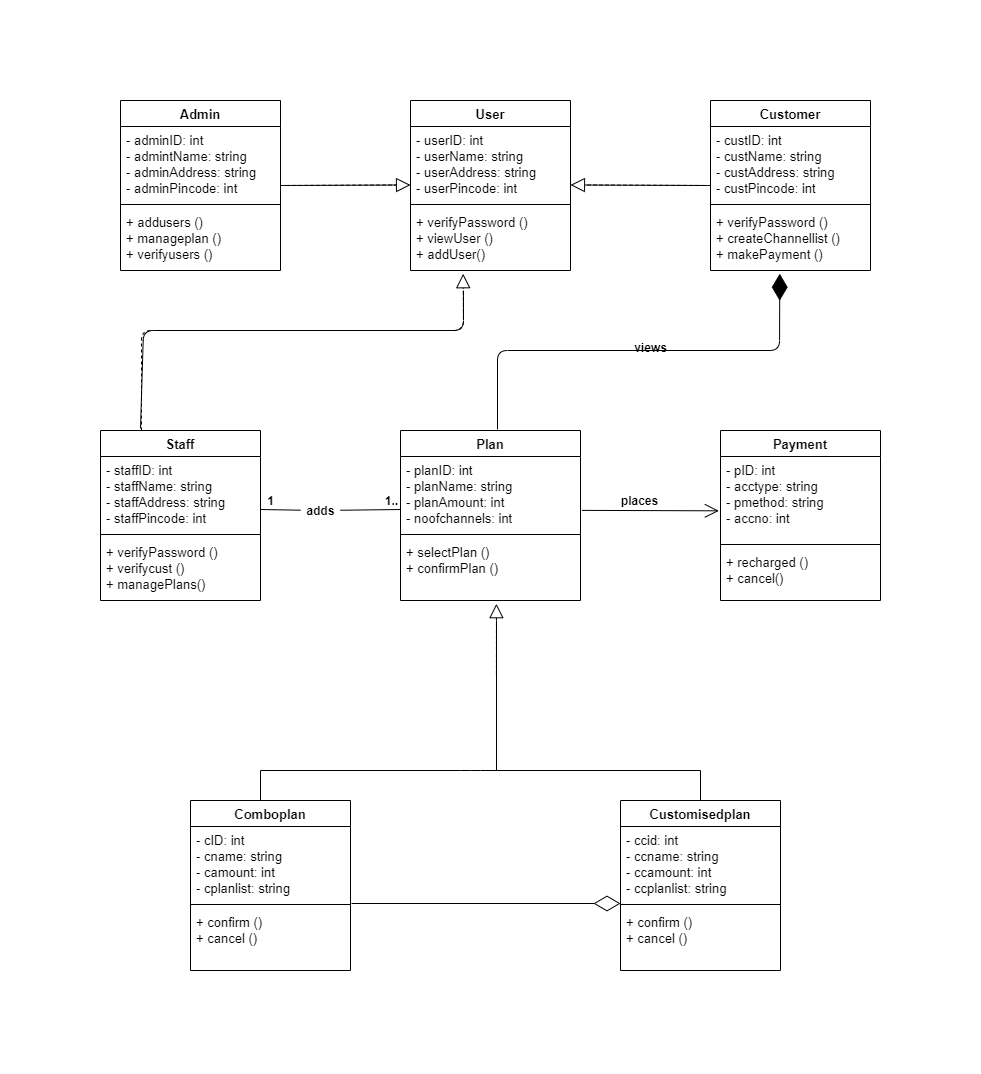 Admin
- adminID: int
- admintName: string
- adminAddress: string
- adminPincode: int
+ addusers ()
+ manageplan ()
+ verifyusers ()
User
- userID: int
- userName: string
- userAddress: string
- userPincode: int
+ verifyPassword ()
+ viewUser ()
+ addUser()
Customer
- custID: int
- custName: string
- custAddress: string
- custPincode: int
+ verifyPassword ()
+ createChannellist ()
+ makePayment ()
views
Staff
- staffID: int
- staffName: string
- staffAddress: string
- staffPincode: int
+ verifyPassword ()
+ verifycust ()
+ managePlans()
1
adds
1..
Plan
- planID: int
- planName: string
- planAmount: int
- noofchannels: int
+ selectPlan ()
+ confirmPlan ()
places
Payment
- pID: int
- acctype: string
- pmethod: string
- accno: int
+ recharged ()
+ cancel()
Comboplan
- cID: int
- cname: string
- camount: int
- cplanlist: string
+ confirm ()
+ cancel ()
Customisedplan
- ccid: int
- ccname: string
- ccamount: int
- ccplanlist: string
+ confirm ()
+ cancel ()